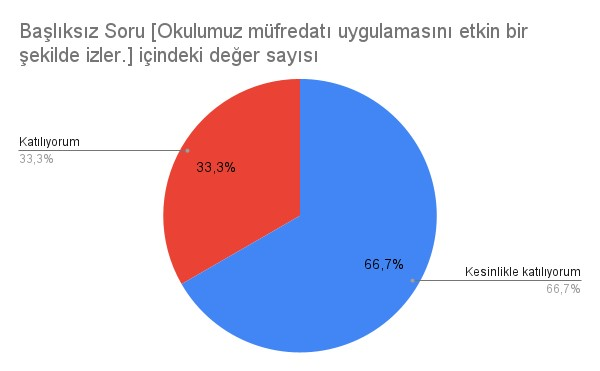 Başlıksız Soru [Okulumuz müfredatı uygulamasını etkin bir
şekilde izler.] içindeki değer sayısı
Katılıyorum
33,3%
33,3%
66,7%
Kesinlikle katılıyorum
66,7%